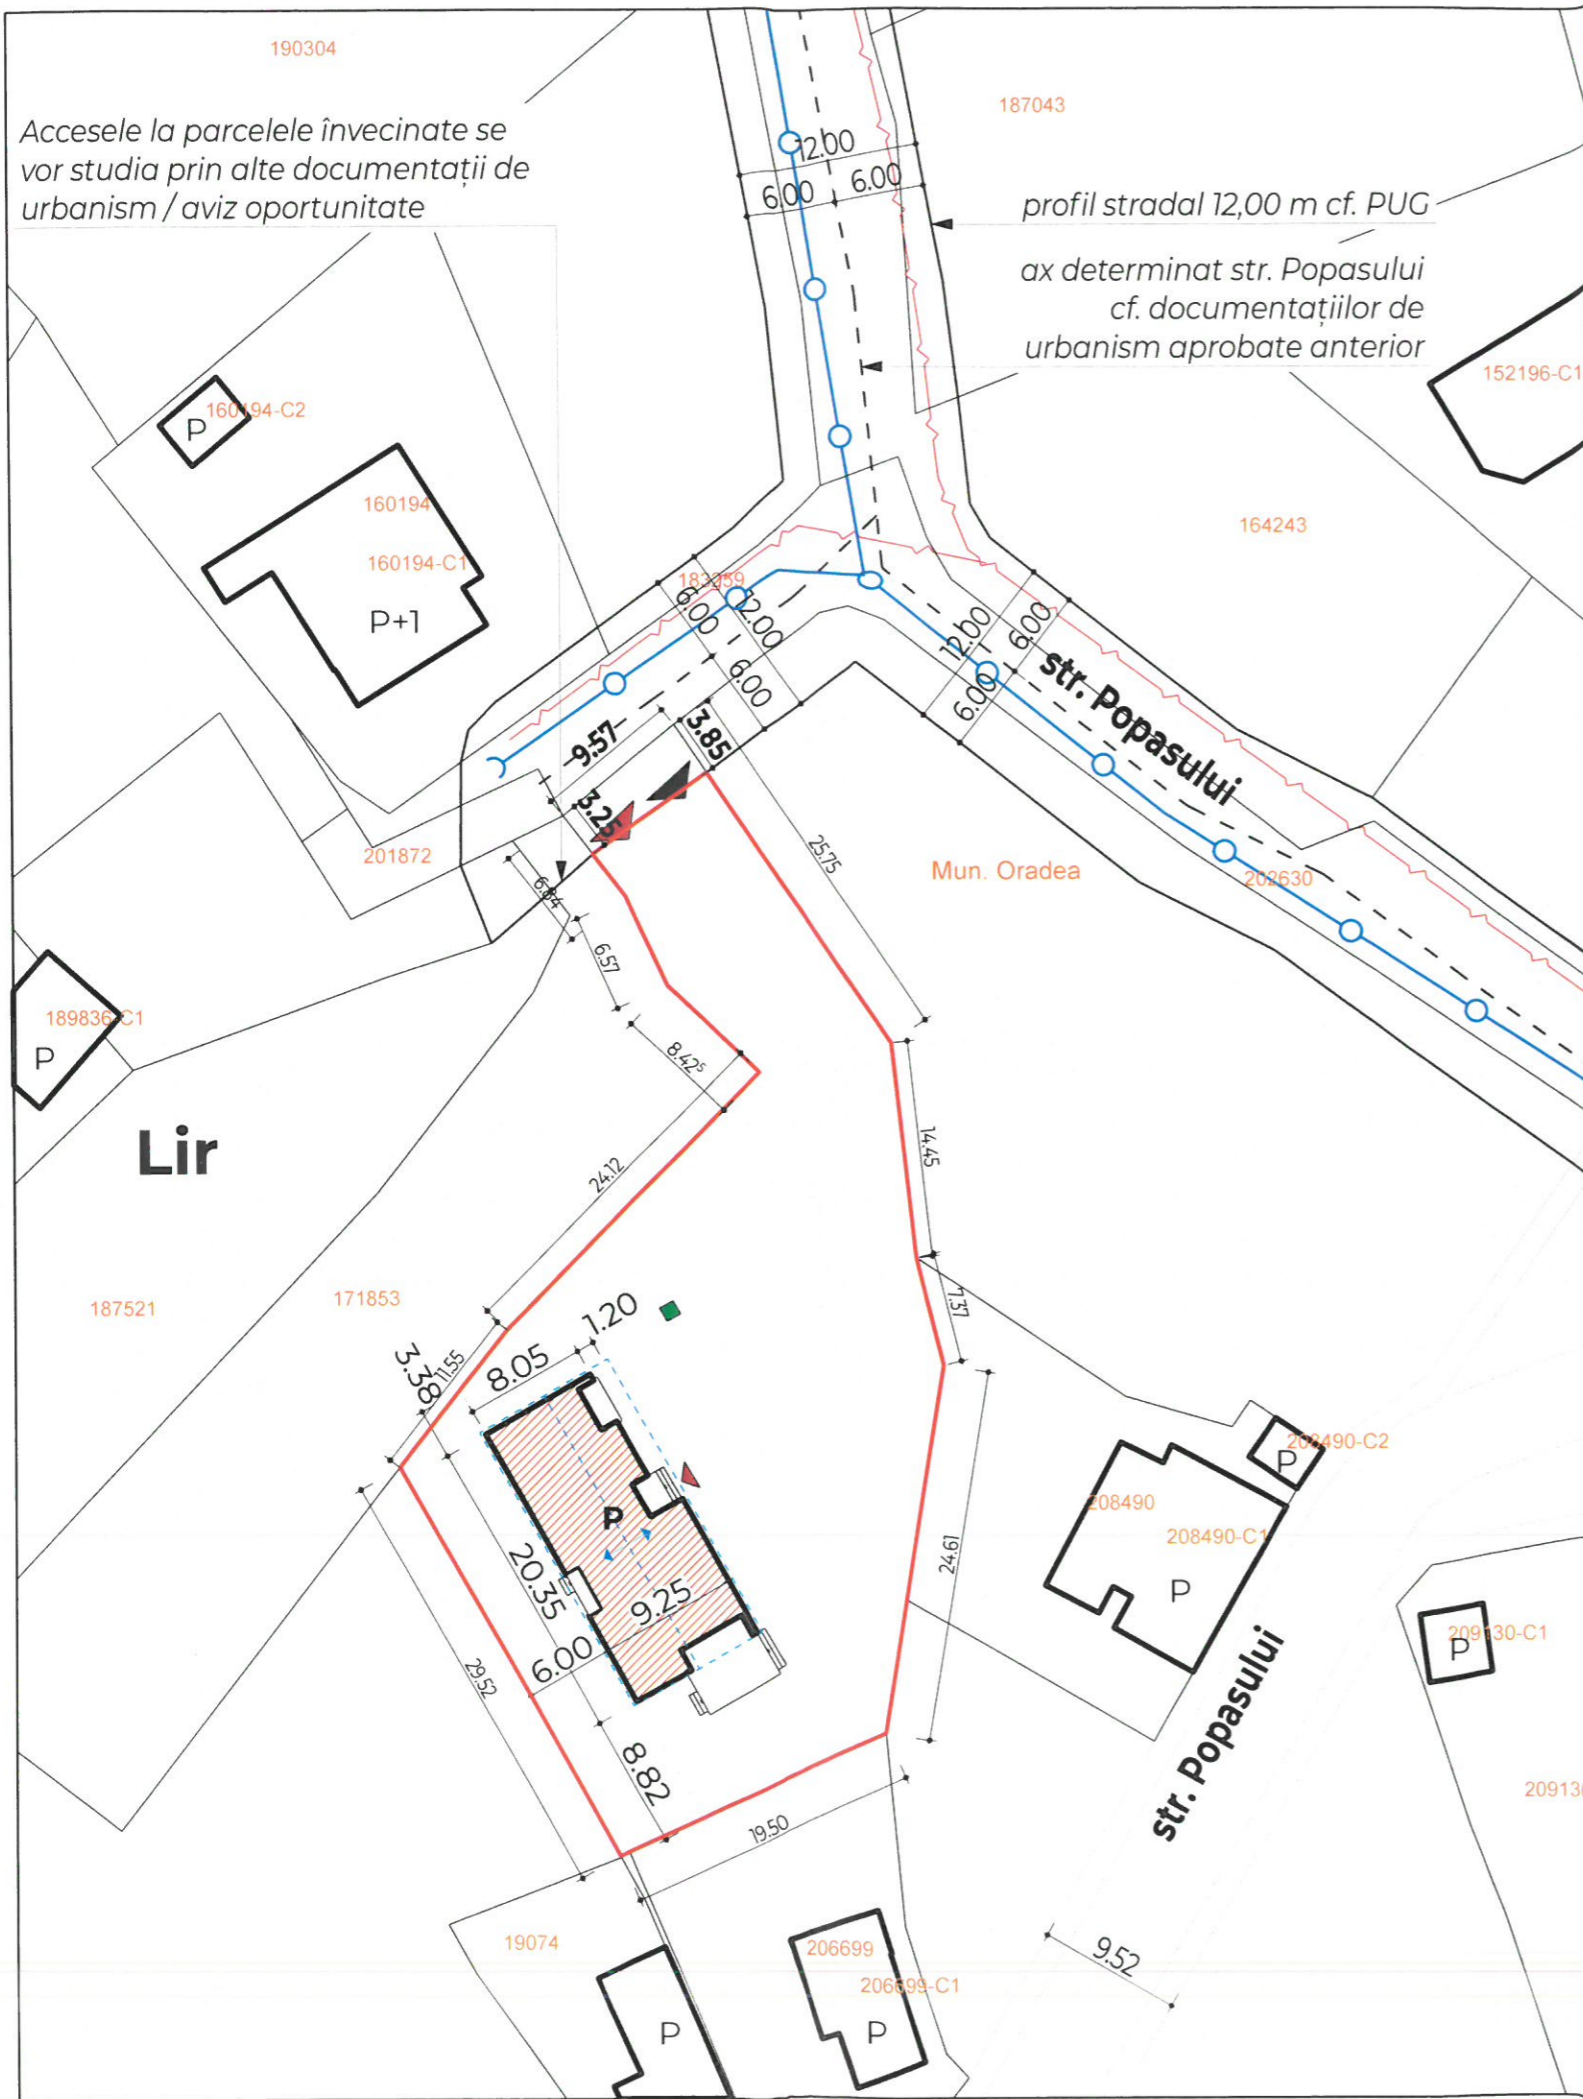 190304
187043
Accesele la parcelele învecinate se
vor studia prin alte documentații de
urbanism / aviz oportunitate
12.00
6.00
6.00
profil stradal 12,00 m cf. PUG
ax determinat str. Popasului
cf. documentațiilor de
urbanism aprobate anterior
152196-C1
160194-C2
P
160194
160194-C1
P+1
164243
183259
6.00
12.00
6.00
12.00
6.00
6.00
str. Popasului
9.57
3.85
3.25
201872
25.75
Mun. Oradea
202630
6.84
6.57
189836-C1
P
8.42⁵
Lir
14.45
24.12
187521
171853
7.37
1.20
8.05
3.38
11.55
208490-C2
P
208490
208490-C1
P
P
20.35
9.25
6.00
24.61
29.52
209130-C1
P
str. Popasului
8.82
19.50
19074
206699
206699-C1
9.52
P
P